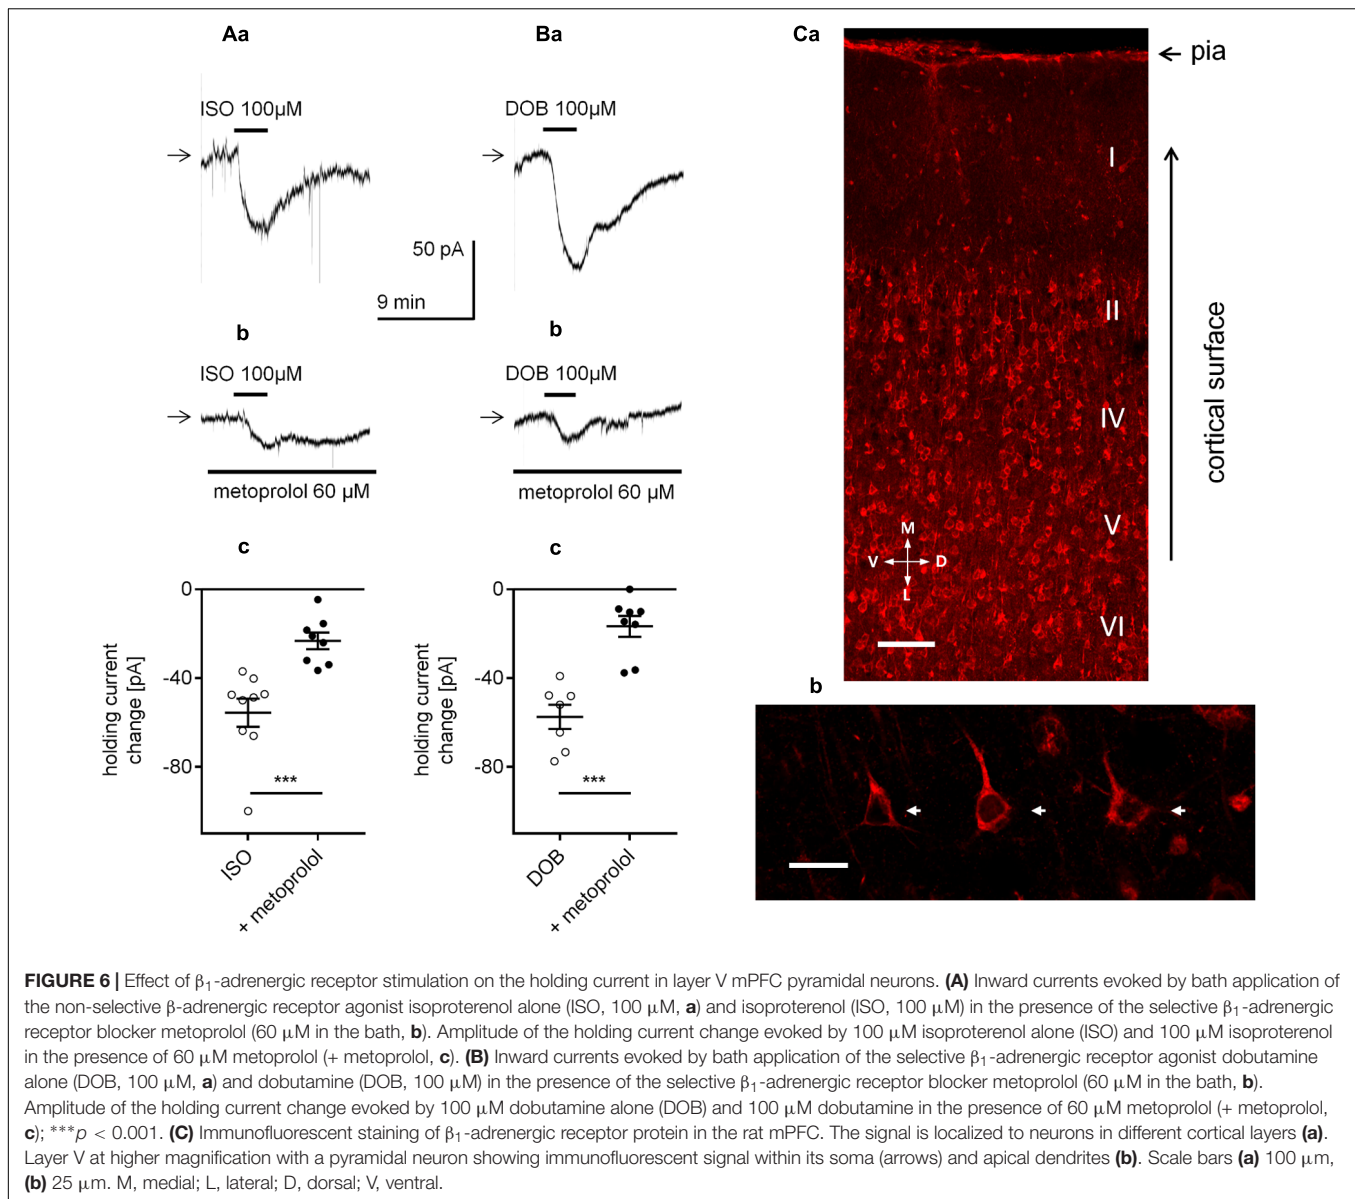 Aa
Ba
Ca
ISO 100µM
DOB 100µM
50 pA
9 min
b
b
ISO 100µM
DOB 100µM
metoprolol 60 µM
metoprolol 60 µM
c
c
0
-40
-80
holding current
change [pA]
***
ISO
+ metoprolol
0
-40
-80
holding current
change [pA]
***
DOB
+ metoprolol
pia
I
II
IV
V
VI
M
V
D
L
cortical surface
b
FIGURE 6 | Effect of β₁-adrenergic receptor stimulation on the holding current in layer V mPFC pyramidal neurons. (A) Inward currents evoked by bath application of
the non-selective β-adrenergic receptor agonist isoproterenol alone (ISO, 100 μM, a) and isoproterenol (ISO, 100 μM) in the presence of the selective β₁-adrenergic
receptor blocker metoprolol (60 μM in the bath, b). Amplitude of the holding current change evoked by 100 μM isoproterenol alone (ISO) and 100 μM isoproterenol
in the presence of 60 μM metoprolol (+ metoprolol, c). (B) Inward currents evoked by bath application of the selective β₁-adrenergic receptor agonist dobutamine
alone (DOB, 100 μM, a) and dobutamine (DOB, 100 μM) in the presence of the selective β₁-adrenergic receptor blocker metoprolol (60 μM in the bath, b).
Amplitude of the holding current change evoked by 100 μM dobutamine alone (DOB) and 100 μM dobutamine in the presence of 60 μM metoprolol (+ metoprolol,
c); ***p < 0.001. (C) Immunofluorescent staining of β₁-adrenergic receptor protein in the rat mPFC. The signal is localized to neurons in different cortical layers (a).
Layer V at higher magnification with a pyramidal neuron showing immunofluorescent signal within its soma (arrows) and apical dendrites (b). Scale bars (a) 100 μm,
(b) 25 μm. M, medial; L, lateral; D, dorsal; V, ventral.